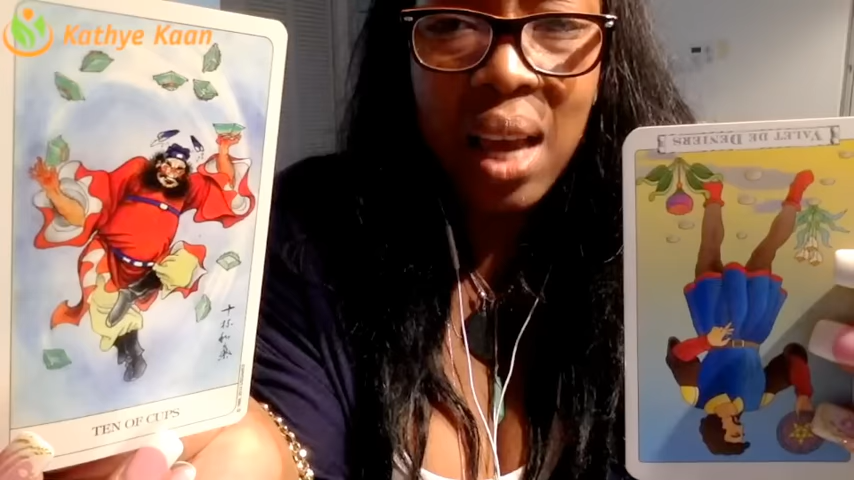 Kathye Kaan
VALET DE DENIERS
TEN OF CUPS